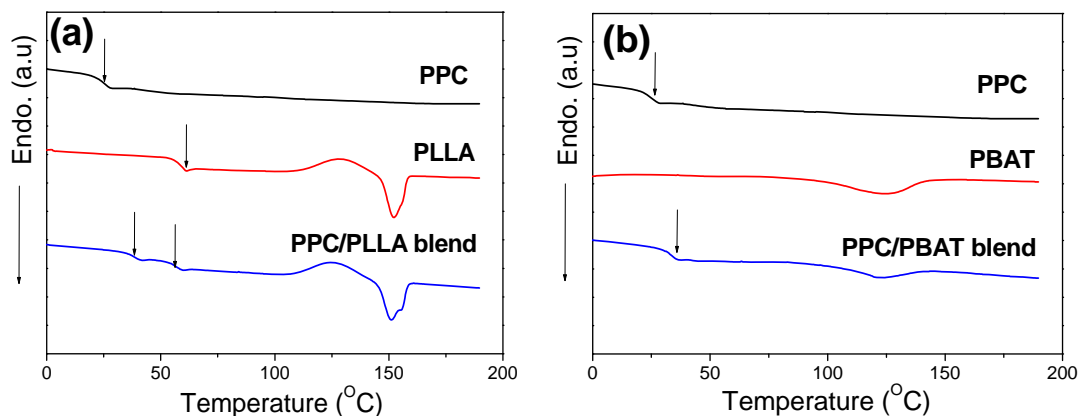 (a)
Endo. (a.u)
PPC
PLLA
PPC/PLLA blend
0 50 100 150 200
Temperature (°C)
(b)
Endo. (a.u)
PPC
PBAT
PPC/PBAT blend
0 50 100 150 200
Temperature (°C)